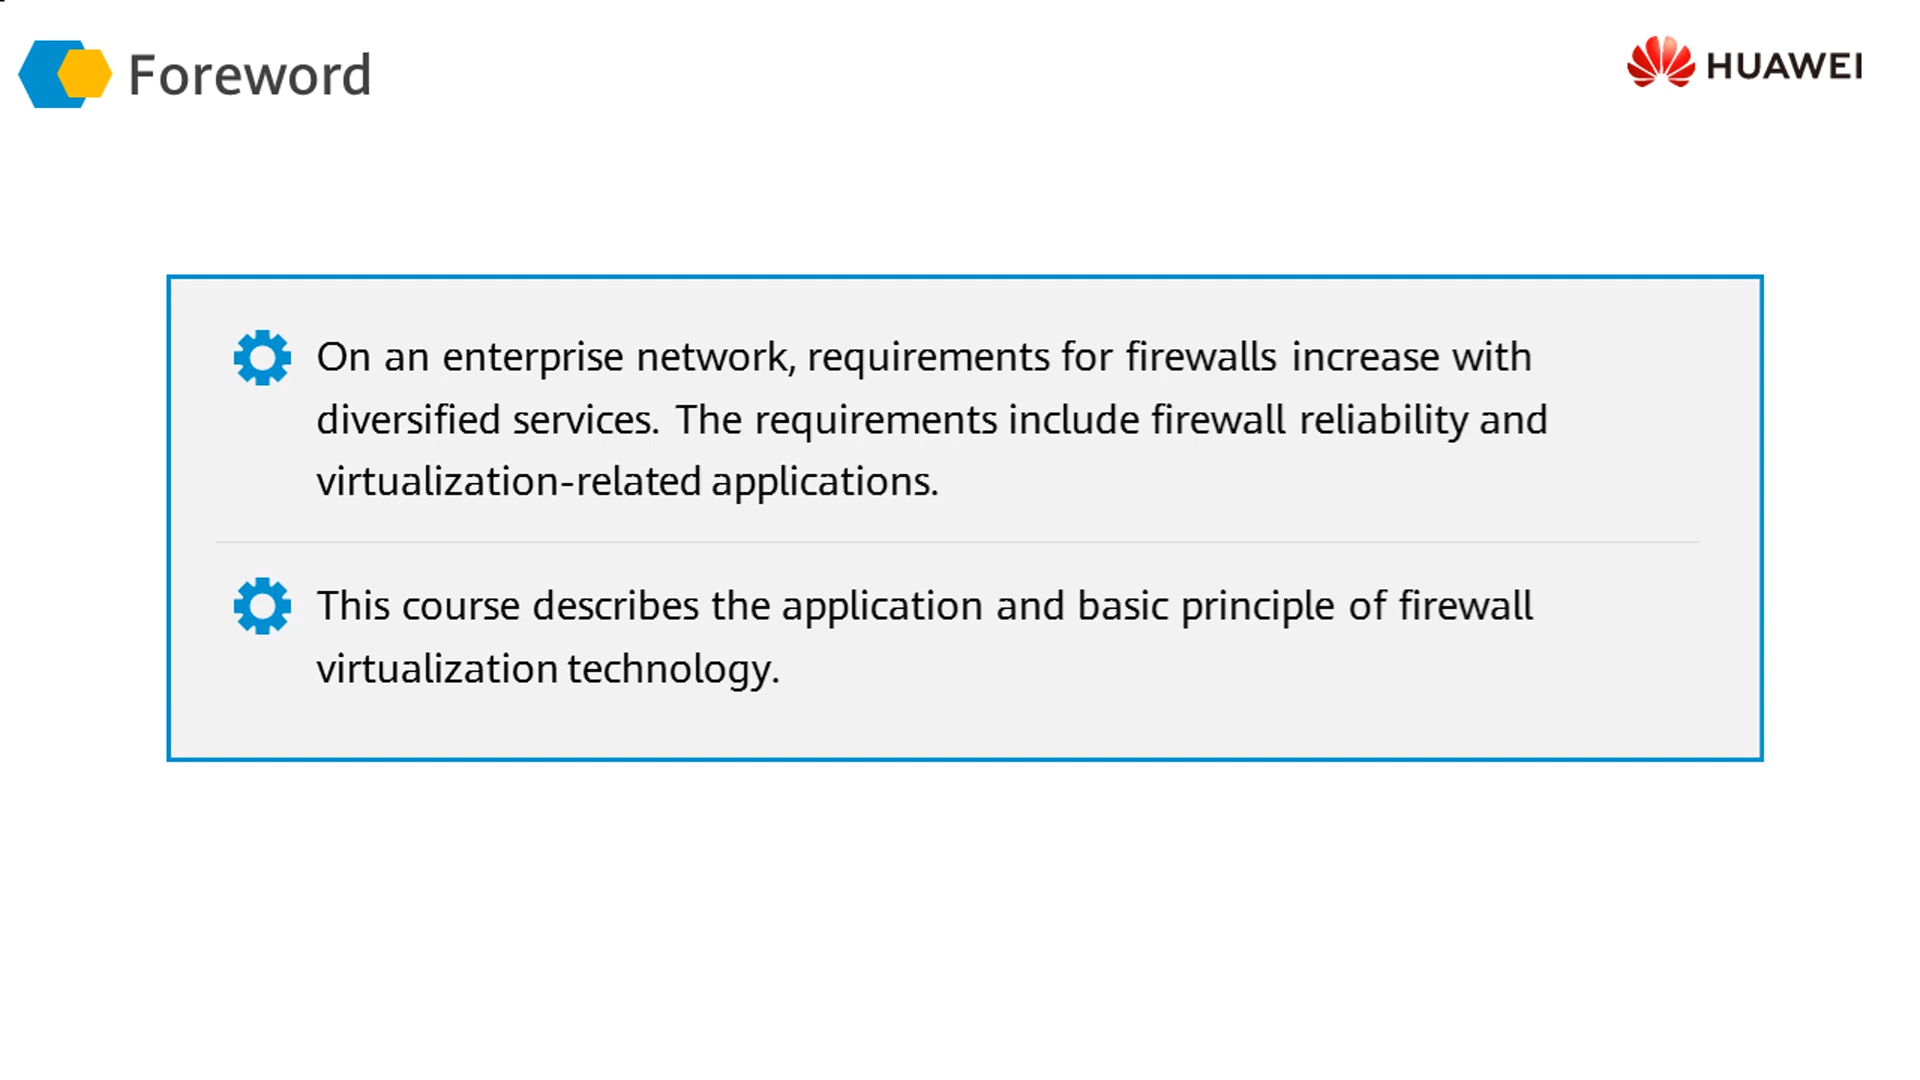 Foreword
HUAWEI
On an enterprise network, requirements for firewalls increase with
diversified services. The requirements include firewall reliability and
virtualization-related applications.
This course describes the application and basic principle of firewall
virtualization technology.